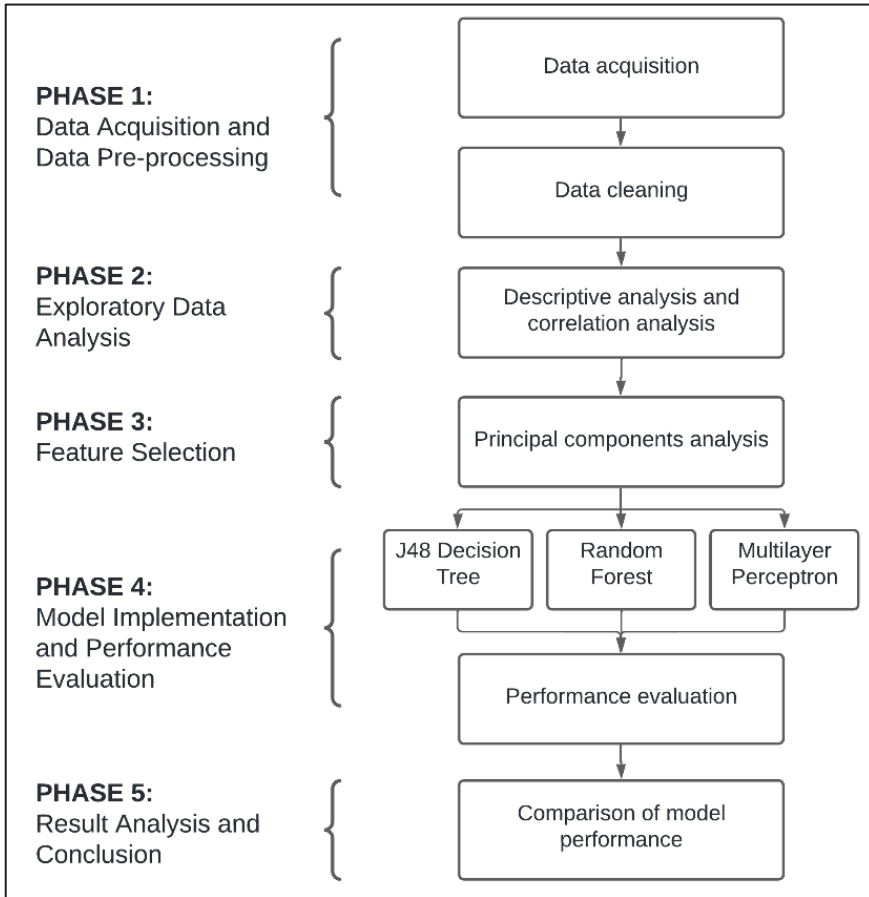 PHASE 1:
Data Acquisition and
Data Pre-processing
Data acquisition
Data cleaning
PHASE 2:
Exploratory Data
Analysis
Descriptive analysis and
correlation analysis
PHASE 3:
Feature Selection
Principal components analysis
PHASE 4:
Model Implementation
and Performance
Evaluation
J48 Decision
Tree
Random
Forest
Multilayer
Perceptron
Performance evaluation
PHASE 5:
Result Analysis and
Conclusion
Comparison of model
performance